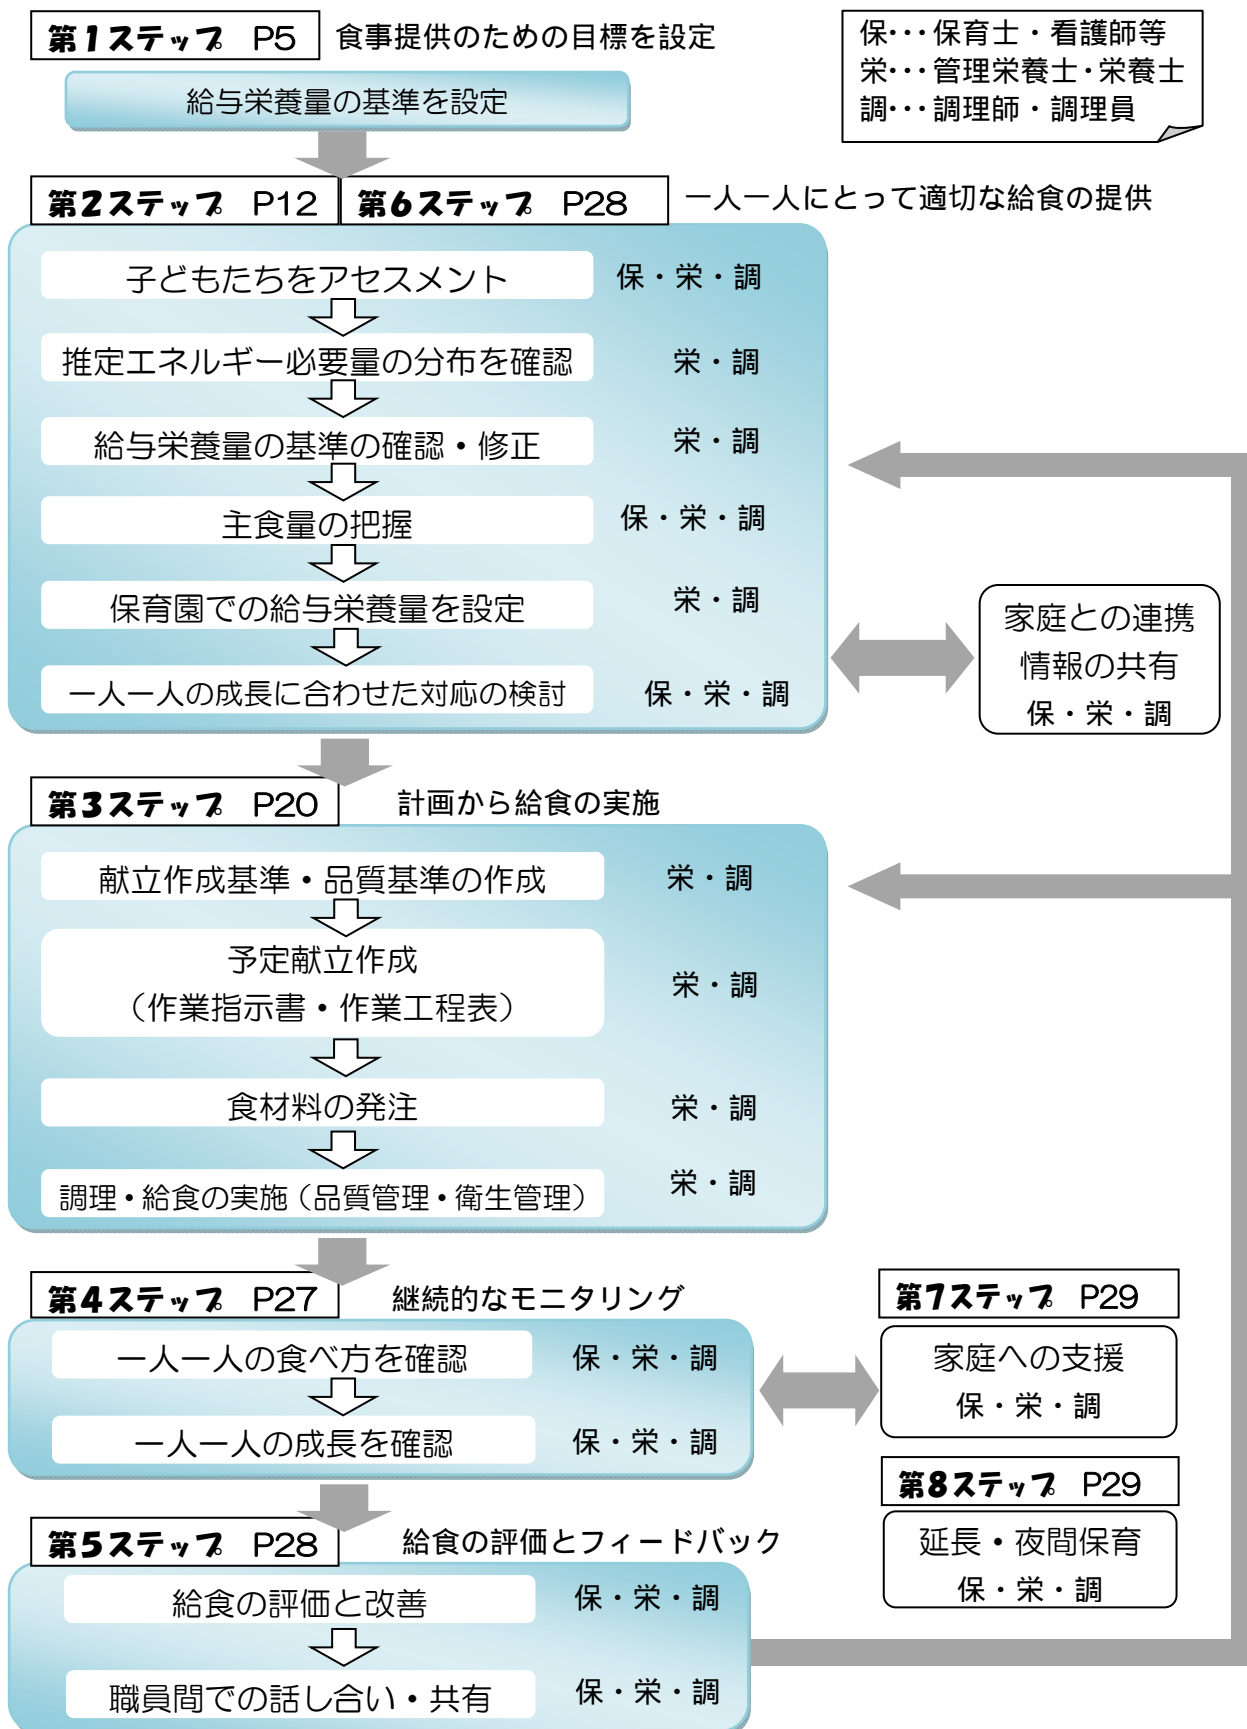 第1ステップ P5
食事提供のための目標を設定
保・・・保育士・看護師等
栄・・・管理栄養士・栄養士
調・・・調理師・調理員
給与栄養量の基準を設定
第2ステップ P12
第6ステップ P28
一人一人にとって適切な給食の提供
子どもたちをアセスメント 保・栄・調
推定エネルギー必要量の分布を確認 栄・調
給与栄養量の基準の確認・修正 栄・調
主食量の把握 保・栄・調
保育園での給与栄養量を設定 栄・調
一人一人の成長に合わせた対応の検討 保・栄・調
家庭との連携
情報の共有
保・栄・調
第3ステップ P20
計画から給食の実施
献立作成基準・品質基準の作成 栄・調
予定献立作成
（作業指示書・作業工程表） 栄・調
食材料の発注 栄・調
調理・給食の実施（品質管理・衛生管理） 栄・調
第4ステップ P27
継続的なモニタリング
一人一人の食べ方を確認 保・栄・調
一人一人の成長を確認 保・栄・調
第7ステップ P29
家庭への支援
保・栄・調
第8ステップ P29
延長・夜間保育
保・栄・調
第5ステップ P28
給食の評価とフィードバック
給食の評価と改善 保・栄・調
職員間での話し合い・共有 保・栄・調